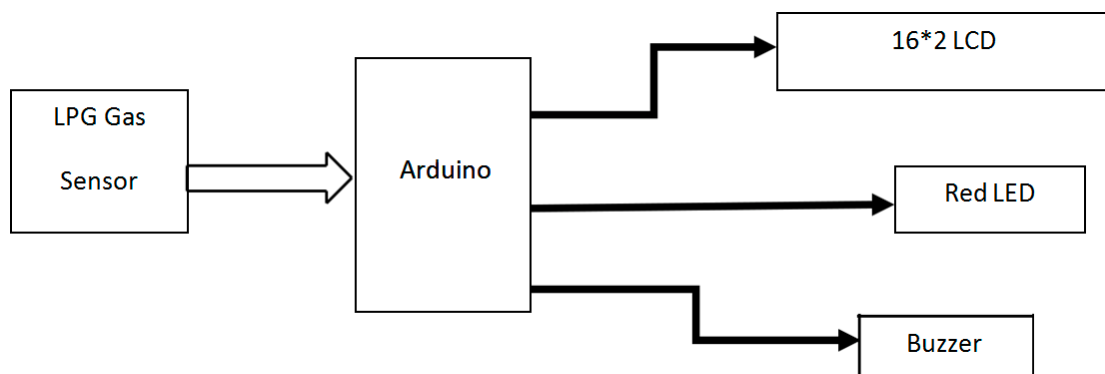 LPG Gas
Sensor
Arduino
16*2 LCD
Red LED
Buzzer